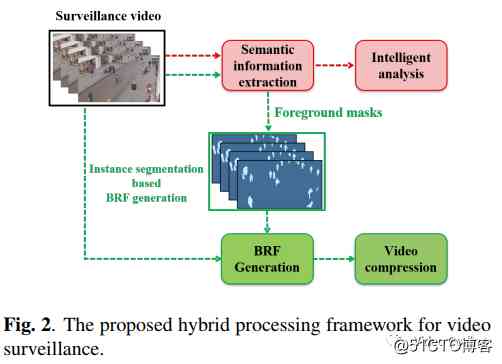 Surveillance video
Semantic
information
extraction
Intelligent
analysis
Foreground masks
Instance segmentation
based
BRF generation
BRF
Generation
Video
compression
Fig. 2. The proposed hybrid processing framework for video
surveillance.
@51CTO博客